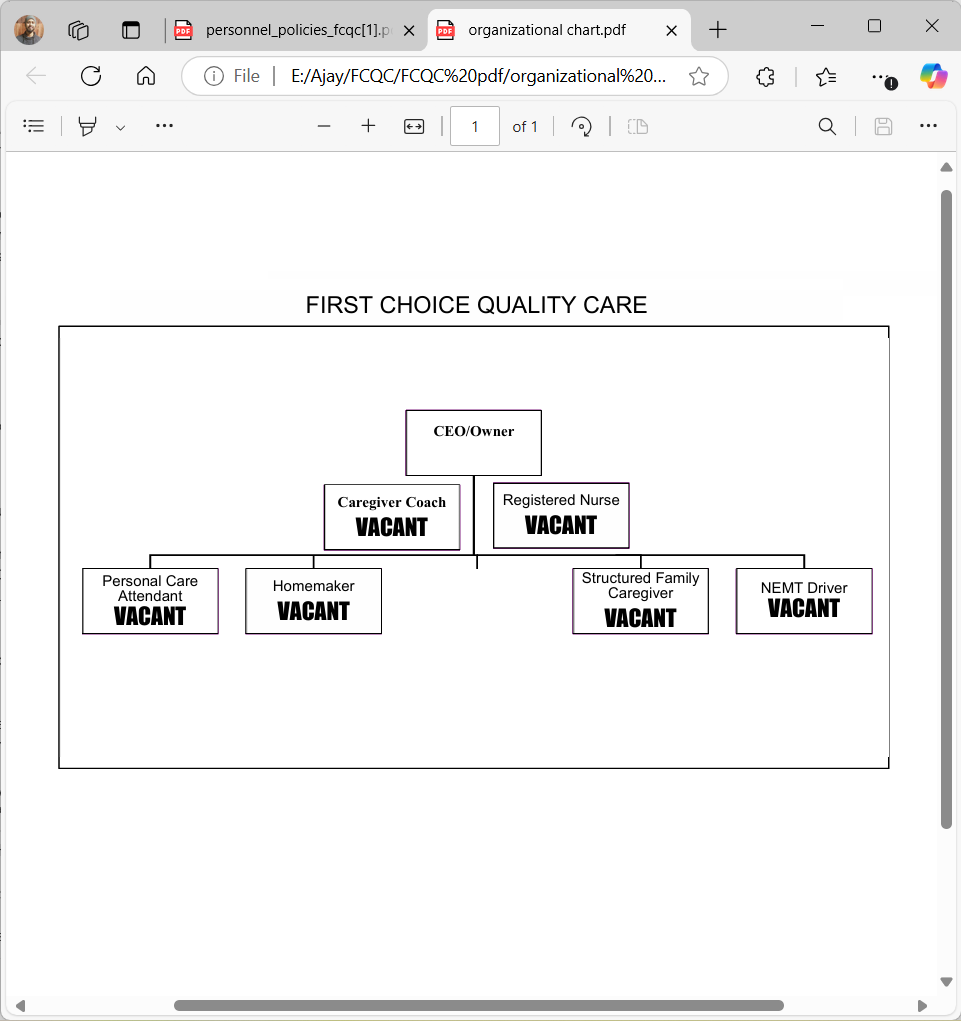 personnel_policies_fcqc[1].p
organizational chart.pdf
File
E:/Ajay/FCQC/FCQC%20pdf/organizational%20...
1
of 1
FIRST CHOICE QUALITY CARE
CEO/Owner
Caregiver Coach
VACANT
Registered Nurse
VACANT
Personal Care
Attendant
VACANT
Homemaker
VACANT
Structured Family
Caregiver
VACANT
NEMT Driver
VACANT